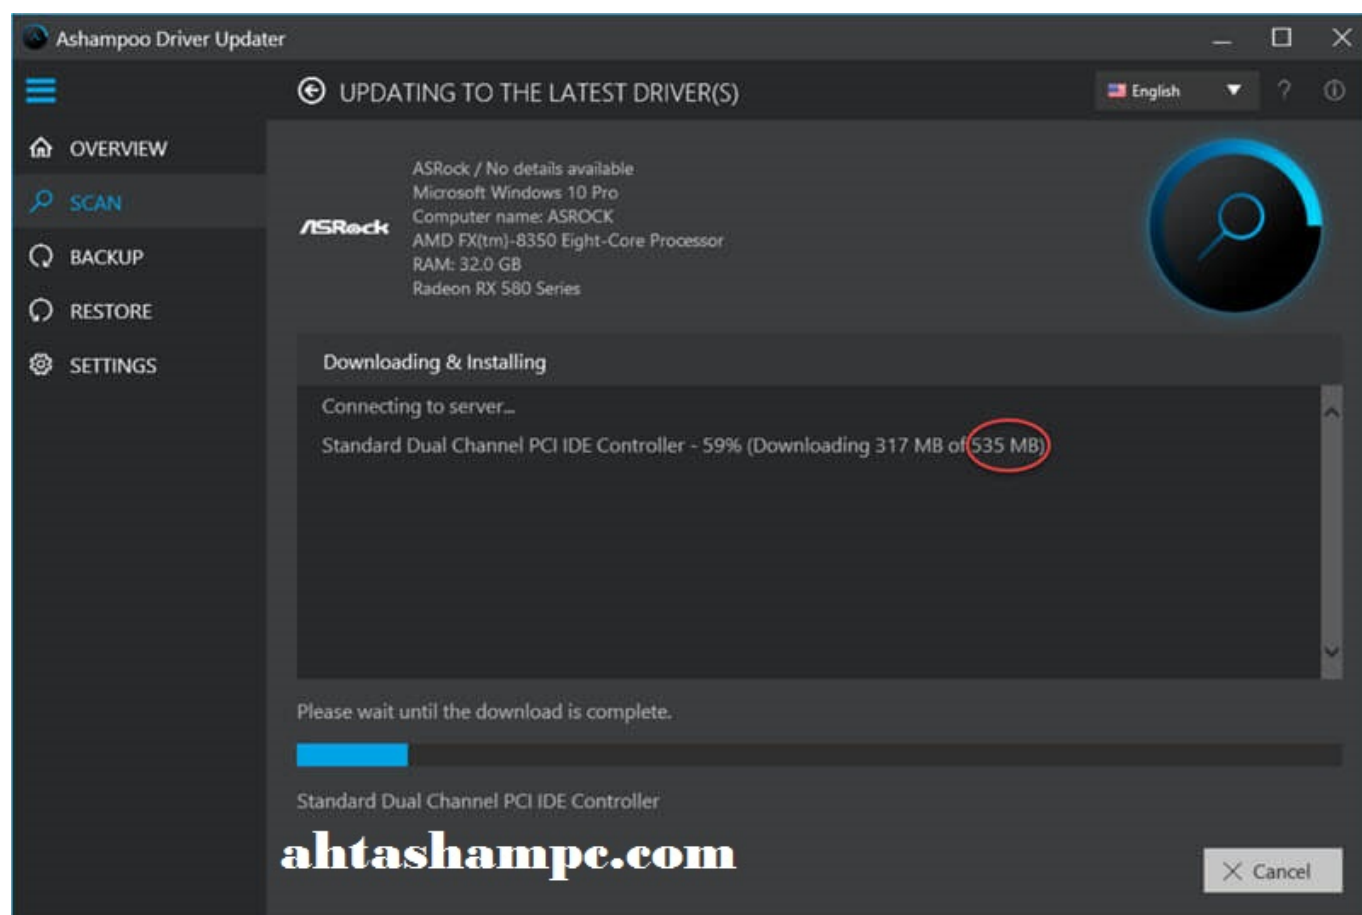 Ashampoo Driver Updater
UPDATING TO THE LATEST DRIVER(S)
English
?
OVERVIEW
SCAN
BACKUP
RESTORE
SETTINGS
ASRock
ASRock / No details available
Microsoft Windows 10 Pro
Computer name: ASROCK
AMD FX(tm)-8350 Eight-Core Processor
RAM: 32.0 GB
Radeon RX 580 Series
Downloading & Installing
Connecting to server...
Standard Dual Channel PCI IDE Controller - 59% (Downloading 317 MB of 535 MB)
Please wait until the download is complete.
Standard Dual Channel PCI IDE Controller
ahtashampc.com
Cancel